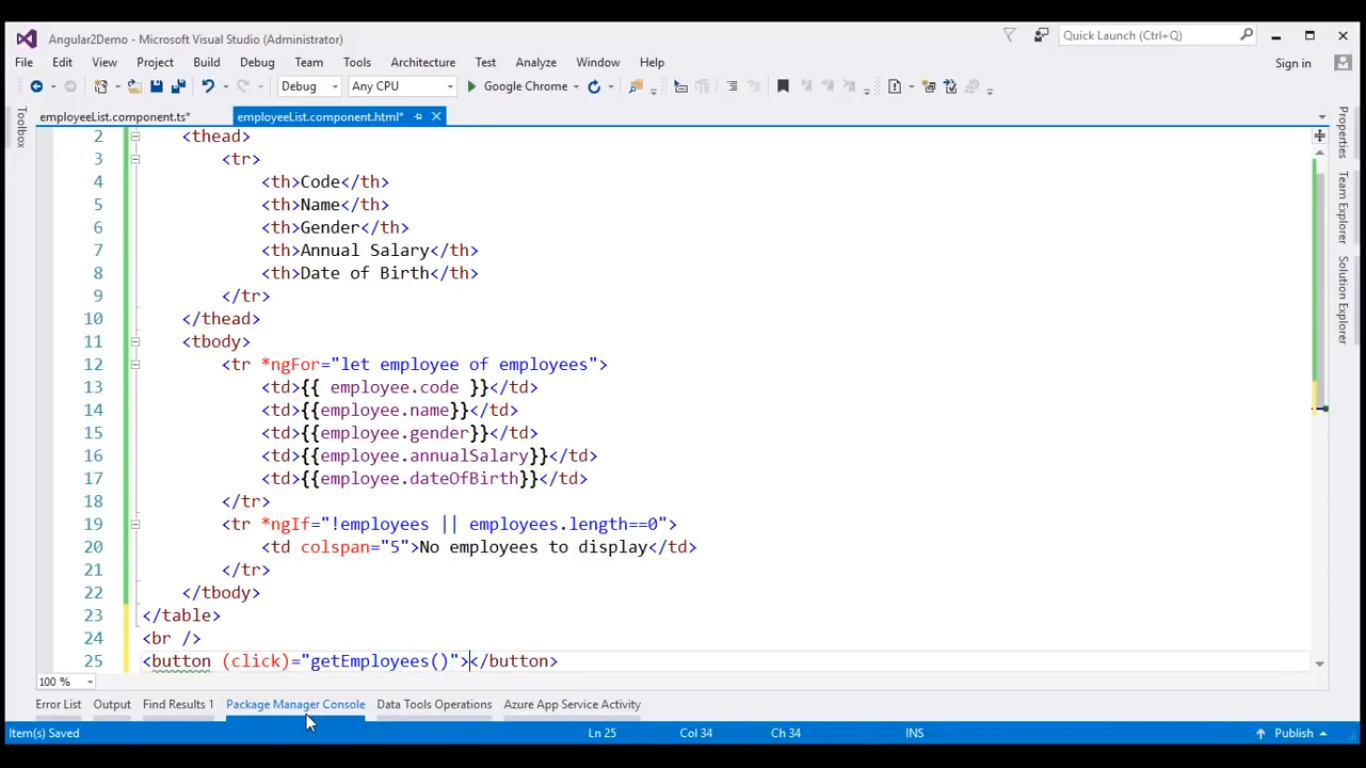 Angular2Demo - Microsoft Visual Studio (Administrator)
Quick Launch (Ctrl+Q)
File Edit View Project Build Debug Team Tools Architecture Test Analyze Window Help
Sign in
Debug Any CPU Google Chrome
Toolbox
employeeList.component.ts* employeeList.component.html*
Properties
Team Explorer
Solution Explorer
2 <thead>
3 <tr>
4 <th>Code</th>
5 <th>Name</th>
6 <th>Gender</th>
7 <th>Annual Salary</th>
8 <th>Date of Birth</th>
9 </tr>
10 </thead>
11 <tbody>
12 <tr *ngFor="let employee of employees">
13 <td>{{ employee.code }}</td>
14 <td>{{employee.name}}</td>
15 <td>{{employee.gender}}</td>
16 <td>{{employee.annualSalary}}</td>
17 <td>{{employee.dateOfBirth}}</td>
18 </tr>
19 <tr *ngIf="!employees || employees.length==0">
20 <td colspan="5">No employees to display</td>
21 </tr>
22 </tbody>
23 </table>
24 <br />
25 <button (click)="getEmployees()"></button>
100 %
Error List Output Find Results 1 Package Manager Console Data Tools Operations Azure App Service Activity
Item(s) Saved Ln 25 Col 34 Ch 34 INS Publish